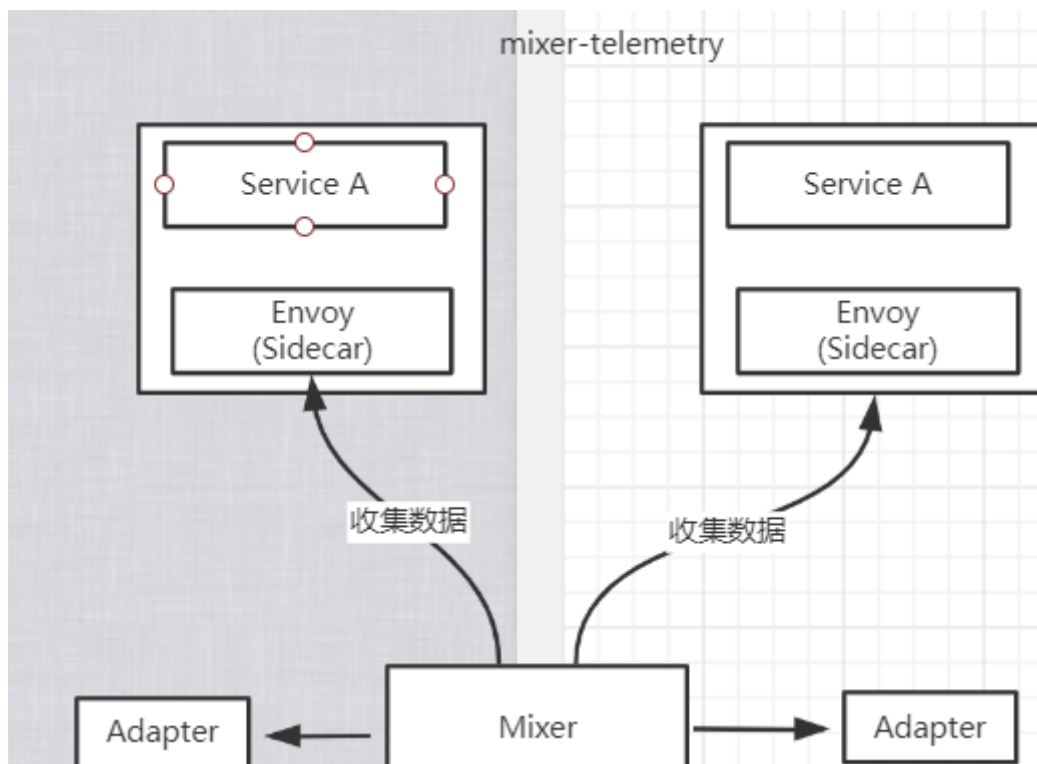 mixer-telemetry
Service A
Service A
Envoy
(Sidecar)
Envoy
(Sidecar)
收集数据
收集数据
Adapter
Mixer
Adapter